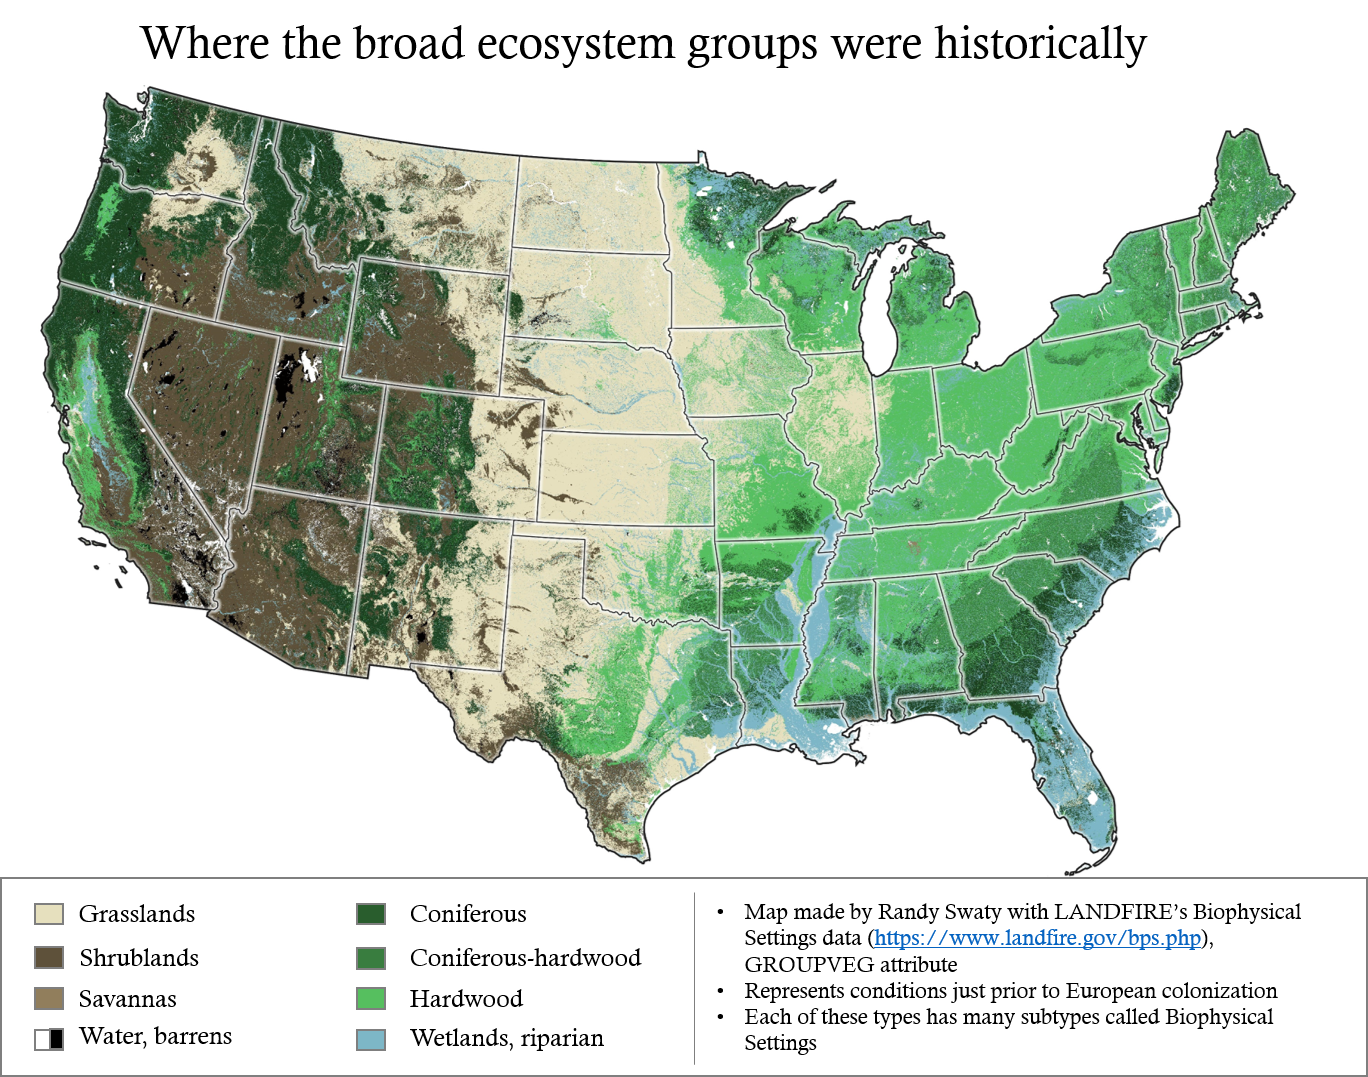 Where the broad ecosystem groups were historically
Grasslands
Shrublands
Savannas
Water, barrens
Coniferous
Coniferous-hardwood
Hardwood
Wetlands, riparian
• Map made by Randy Swaty with LANDFIRE’s Biophysical
Settings data (https://www.landfire.gov/bps.php),
GROUPVEG attribute
• Represents conditions just prior to European colonization
• Each of these types has many subtypes called Biophysical
Settings